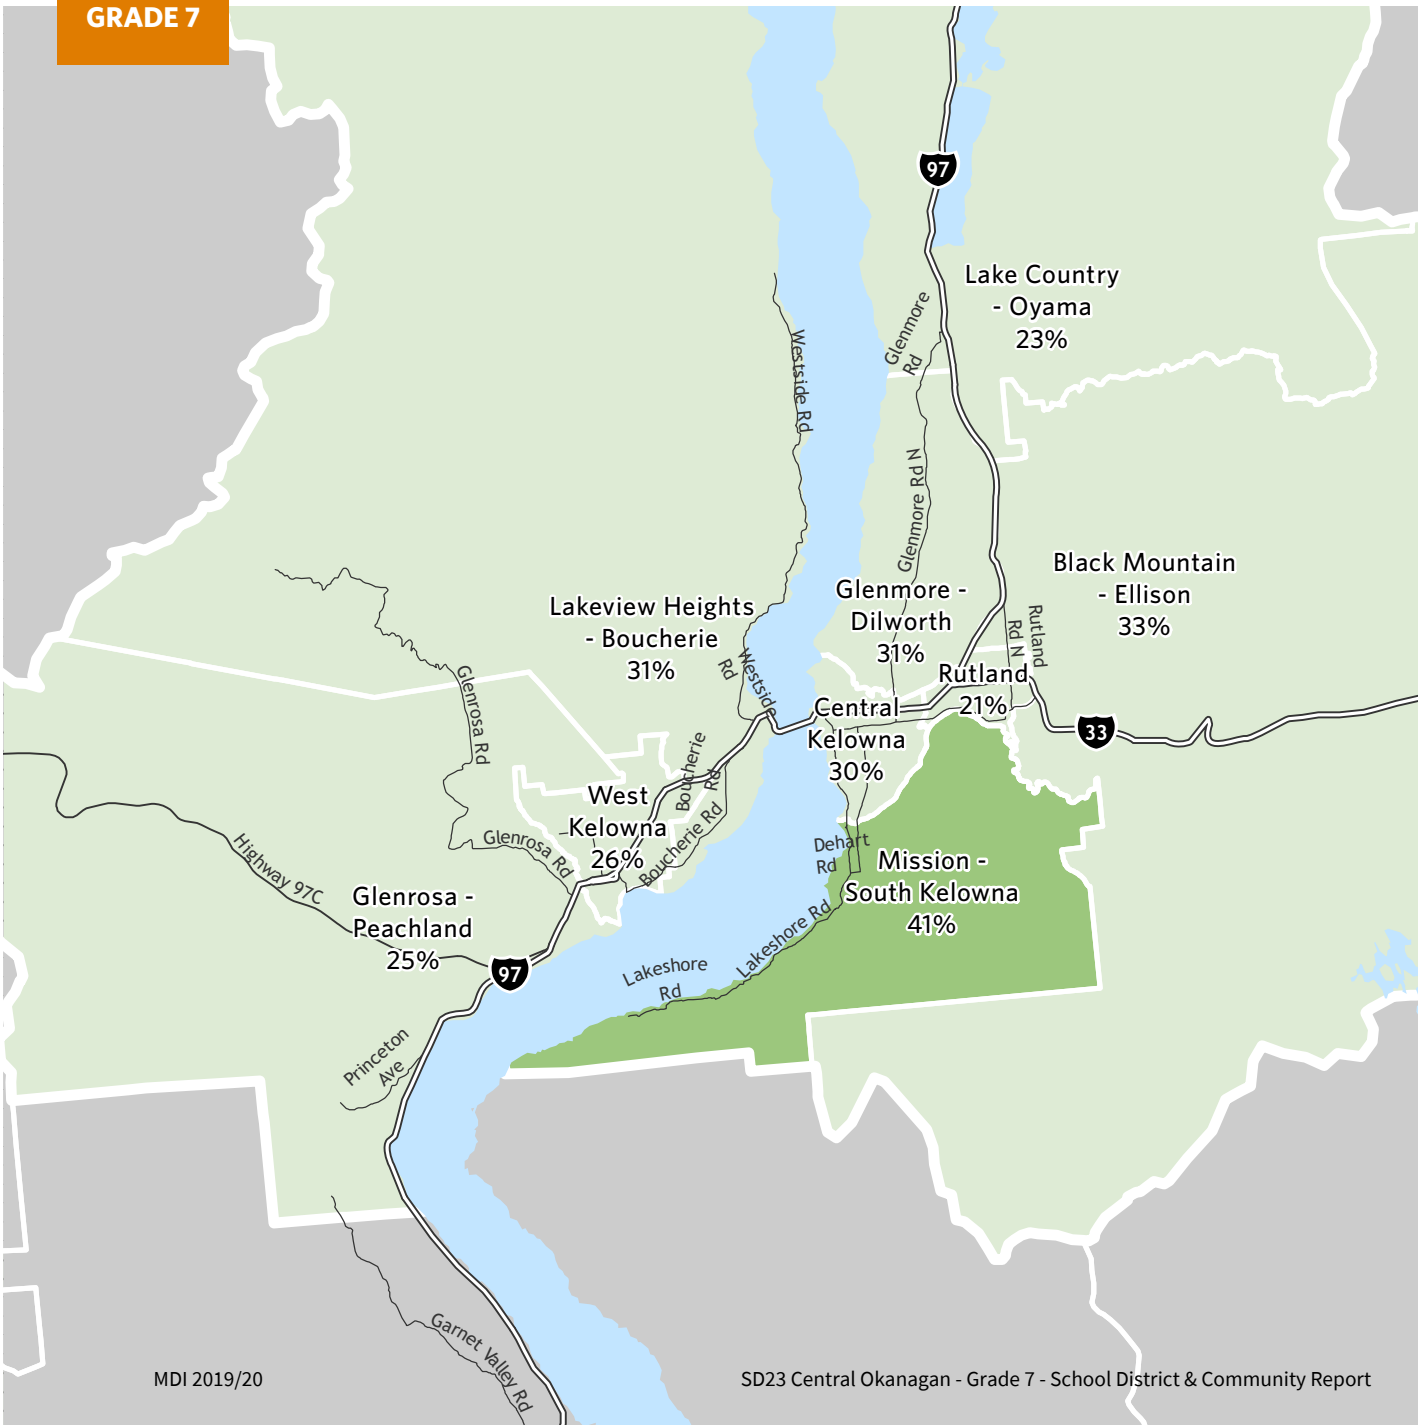 GRADE 7
97
Lake Country
- Oyama
23%
Glenmore
Rd
Westside Rd
Glenmore Rd N
Black Mountain
- Ellison
33%
Glenmore -
Dilworth
31%
Lakeview Heights
- Boucherie
31%
Rutland
Rd N
Westside
Rd
Rutland
21%
Glenrosa Rd
Central
Kelowna
30%
33
Boucherie
Rd
West
Kelowna
26%
Boucherie Rd
Glenrosa Rd
Highway 97C
Dehart
Rd
Mission -
South Kelowna
41%
Glenrosa -
Peachland
25%
97
Lakeshore Rd
Lakeshore
Rd
Princeton
Ave
Garnet Valley Rd
MDI 2019/20
SD23 Central Okanagan - Grade 7 - School District & Community Report